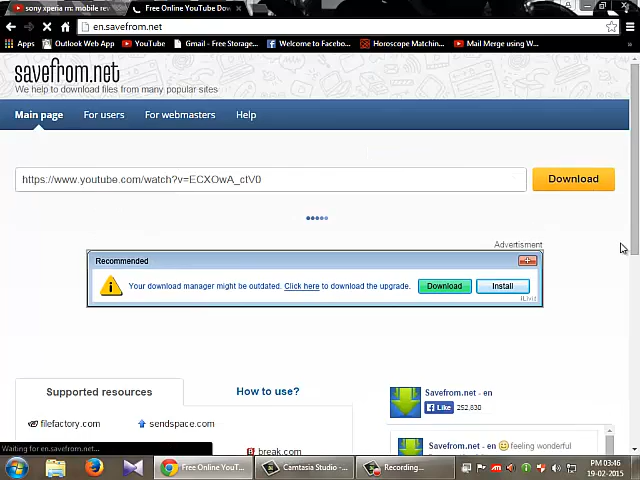 sony xperia m: mobile re
Free Online YouTube Dow
en.savefrom.net
Apps
Outlook Web App
YouTube
Gmail - Free Storage...
Welcome to Facebook...
Horoscope Matching...
Mail Merge using W...
savefrom.net
We help to download files from many popular sites
Main page
For users
For webmasters
Help
https://www.youtube.com/watch?v=ECXOwA_ctV0
Download
Advertisment
Recommended
Your download manager might be outdated. Click here to download the upgrade.
Download
Install
iLivid
Supported resources
How to use?
filefactory.com
sendspace.com
break.com
Savefrom.net - en
Like
252,830
Savefrom.net - en
feeling wonderful
Waiting for en.savefrom.net...
Free Online YouT...
Camtasia Studio -...
Recording...
PM 03:46
19-02-2015